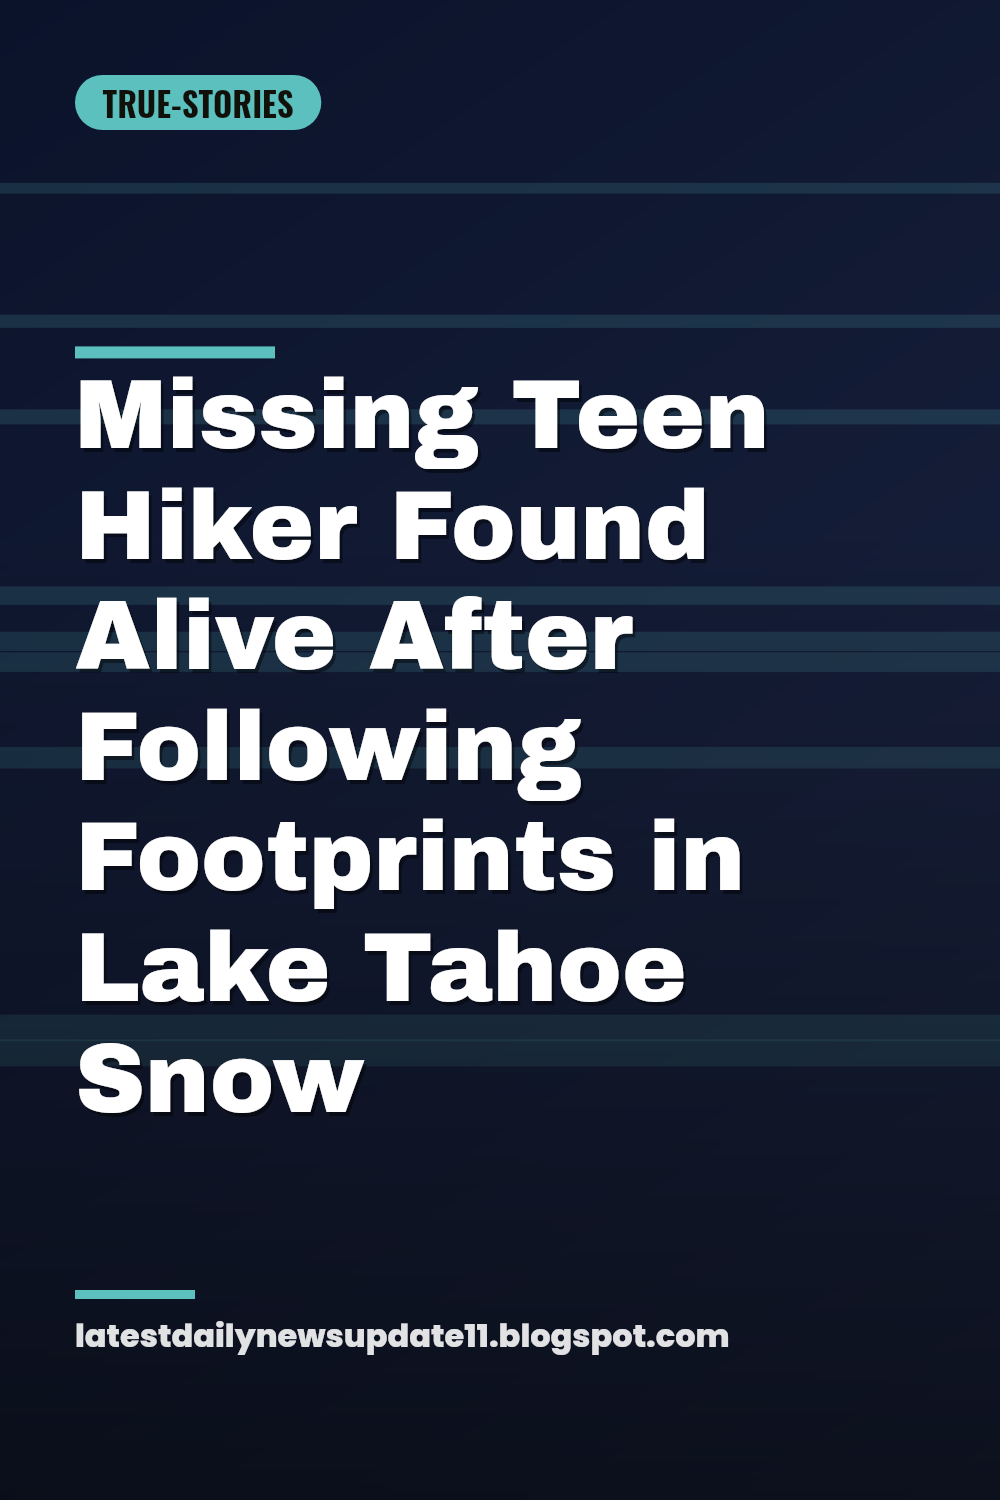 TRUE-STORIES
Missing Teen
Hiker Found
Alive After
Following
Footprints in
Lake Tahoe
Snow
latestdailynewsupdate11.blogspot.com